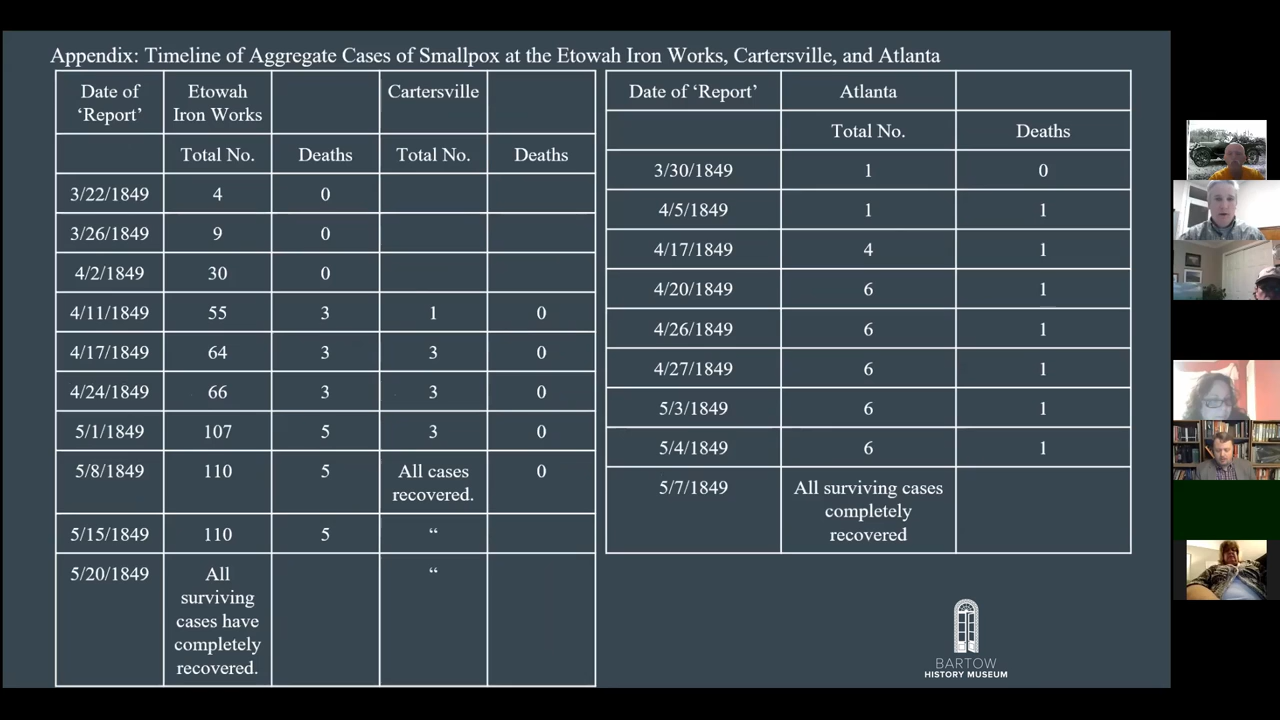 Appendix: Timeline of Aggregate Cases of Smallpox at the Etowah Iron Works, Cartersville, and Atlanta
Date of ‘Report’ Etowah Iron Works Cartersville
Total No. Deaths Total No. Deaths
3/22/1849 4 0
3/26/1849 9 0
4/2/1849 30 0
4/11/1849 55 3 1 0
4/17/1849 64 3 3 0
4/24/1849 66 3 3 0
5/1/1849 107 5 3 0
5/8/1849 110 5 All cases recovered. 0
5/15/1849 110 5 “
5/20/1849 All surviving cases have completely recovered. “
Date of ‘Report’ Atlanta
Total No. Deaths
3/30/1849 1 0
4/5/1849 1 1
4/17/1849 4 1
4/20/1849 6 1
4/26/1849 6 1
4/27/1849 6 1
5/3/1849 6 1
5/4/1849 6 1
5/7/1849 All surviving cases completely recovered
BARTOW
HISTORY MUSEUM